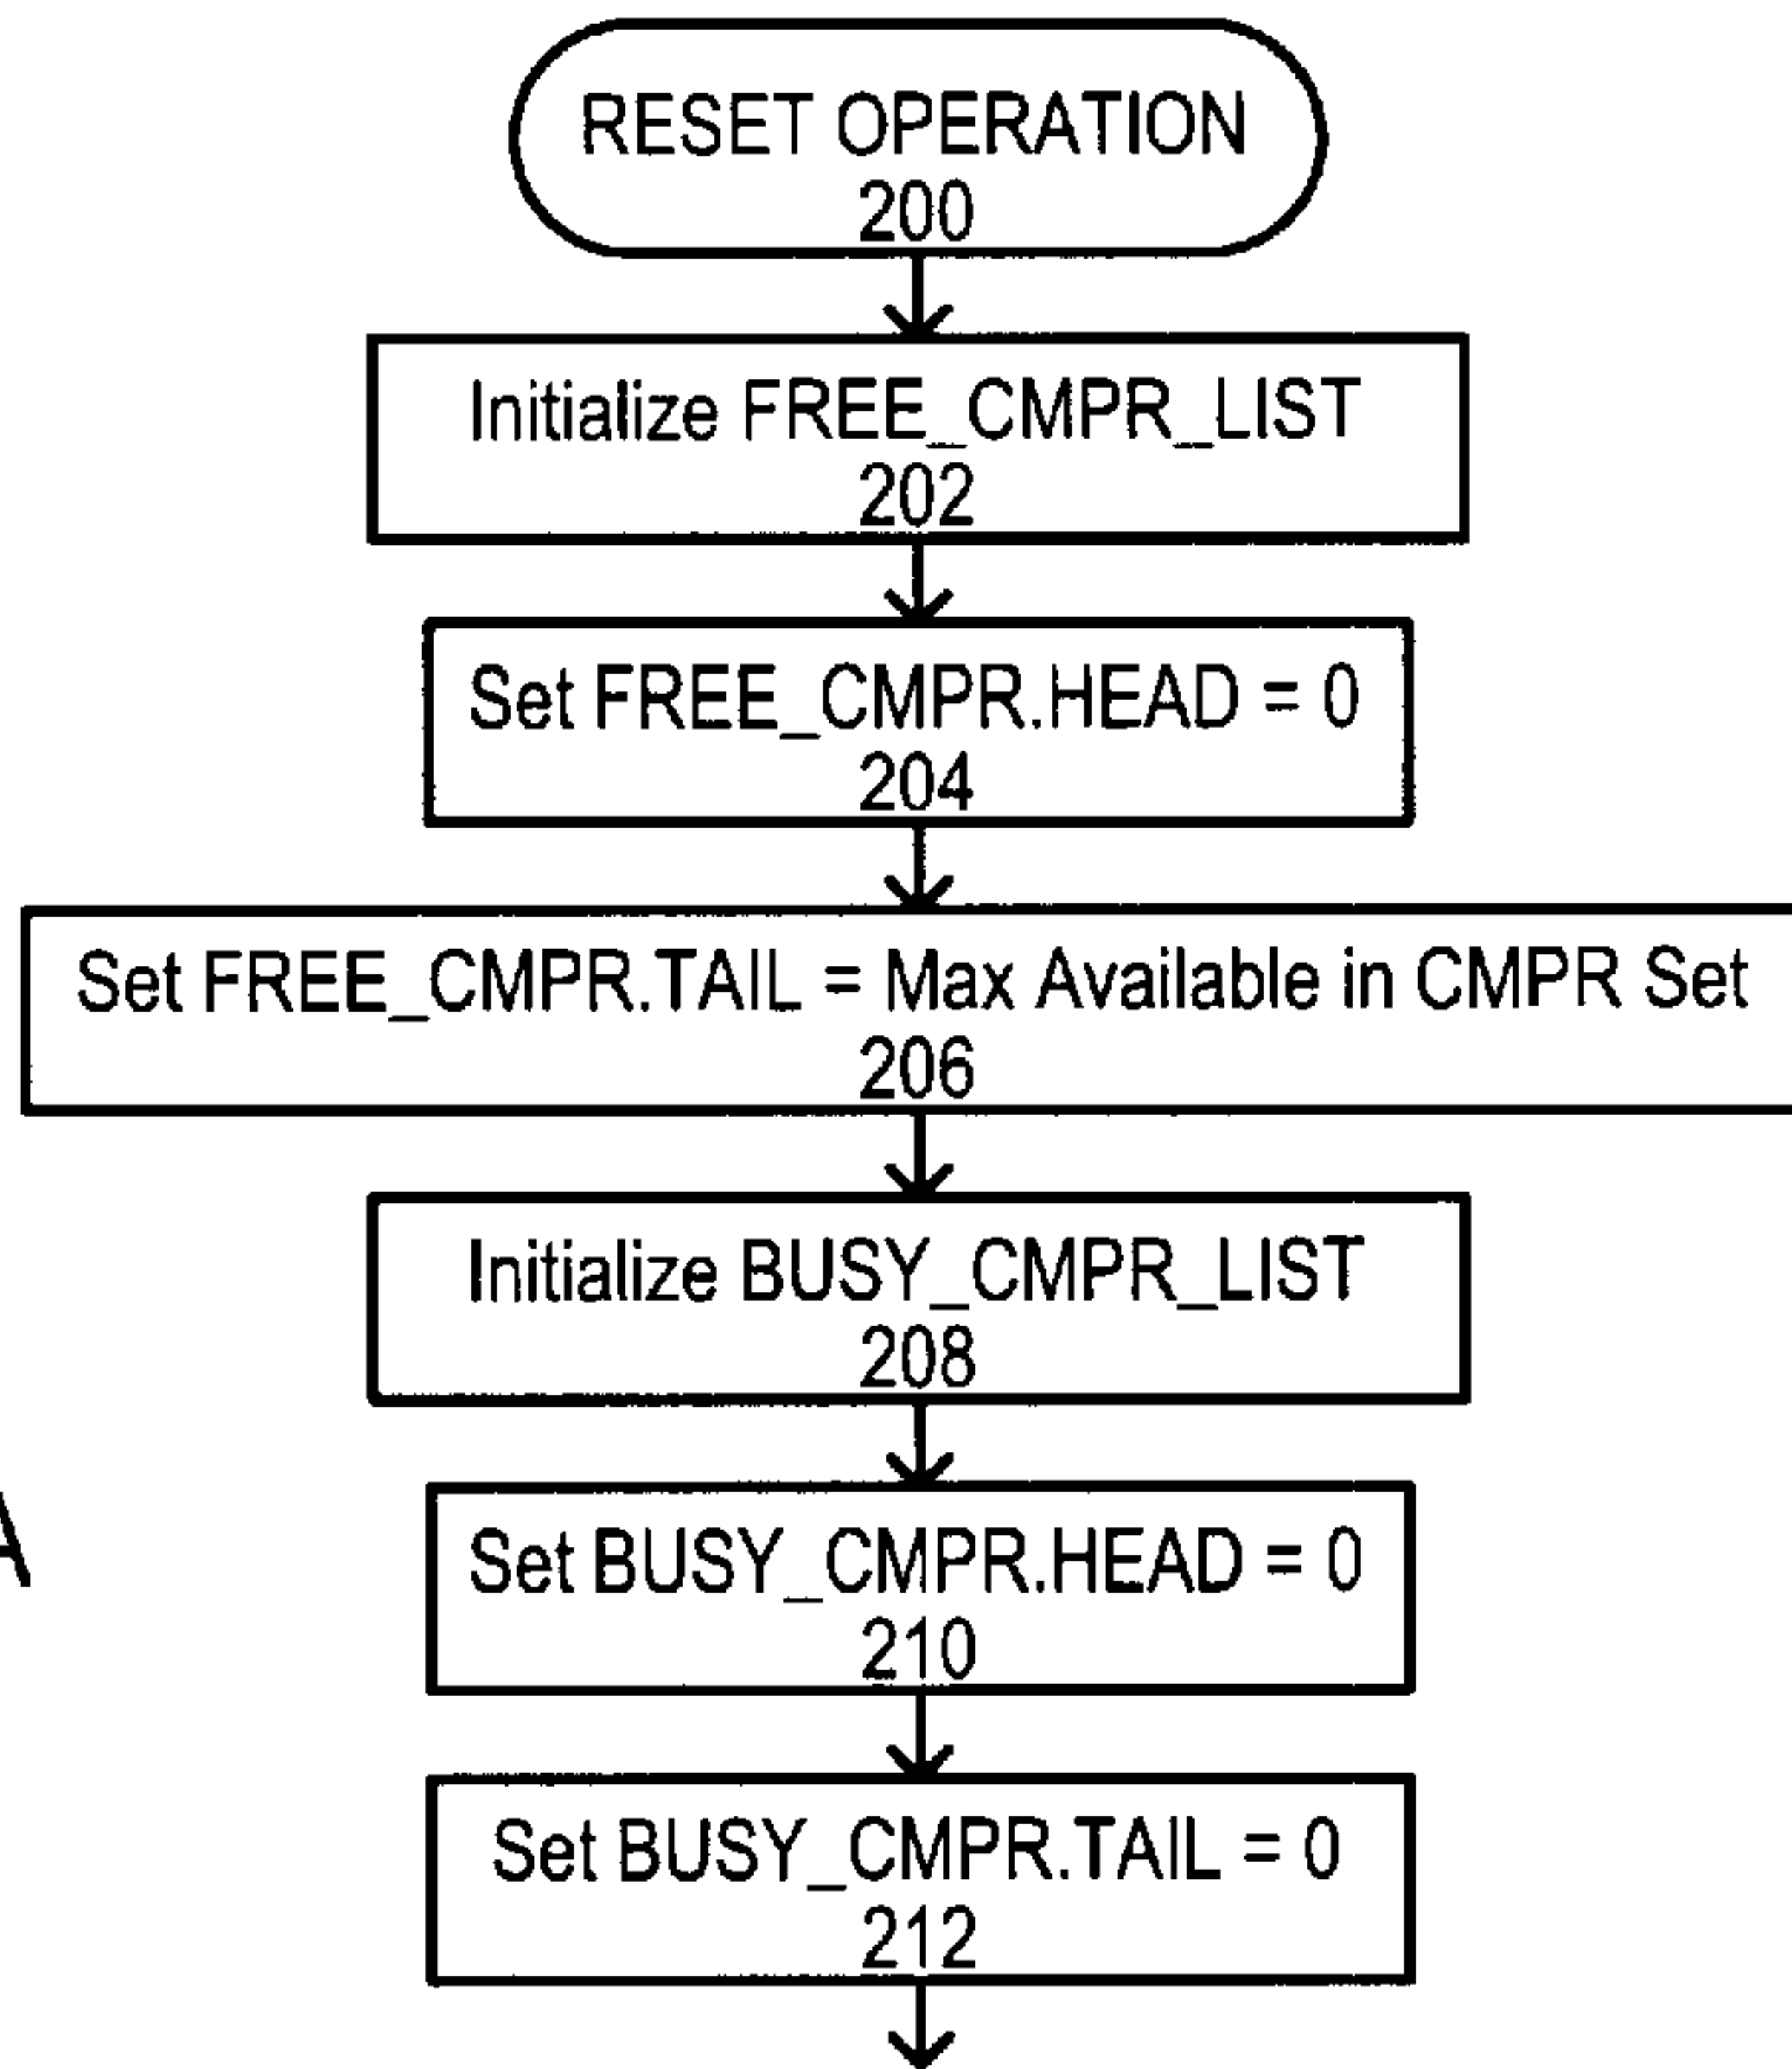 RESET OPERATION
200
Initialize FREE_CMPR_LIST
202
Set FREE_CMPR.HEAD = 0
204
Set FREE_CMPR.TAIL = Max Available in CMPR Set
206
Initialize BUSY_CMPR_LIST
208
A
Set BUSY_CMPR.HEAD = 0
210
Set BUSY_CMPR.TAIL = 0
212